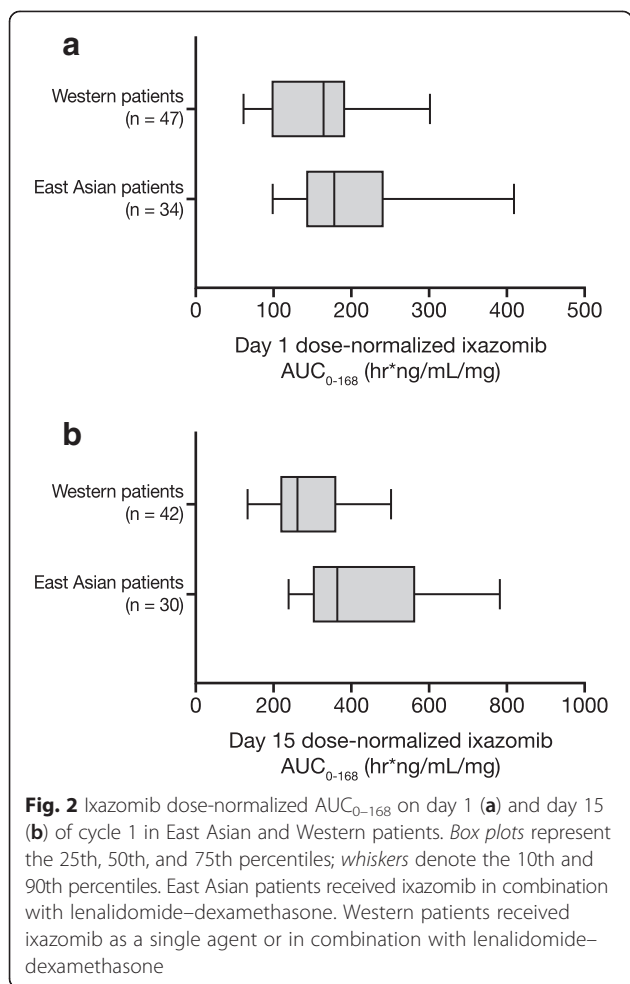 a
Western patients
(n = 47)
East Asian patients
(n = 34)
0 100 200 300 400 500
Day 1 dose-normalized ixazomib
AUC0-168 (hr*ng/mL/mg)
b
Western patients
(n = 42)
East Asian patients
(n = 30)
0 200 400 600 800 1000
Day 15 dose-normalized ixazomib
AUC0-168 (hr*ng/mL/mg)
Fig. 2 Ixazomib dose-normalized AUC0–168 on day 1 (a) and day 15
(b) of cycle 1 in East Asian and Western patients. Box plots represent
the 25th, 50th, and 75th percentiles; whiskers denote the 10th and
90th percentiles. East Asian patients received ixazomib in combination
with lenalidomide–dexamethasone. Western patients received
ixazomib as a single agent or in combination with lenalidomide–
dexamethasone